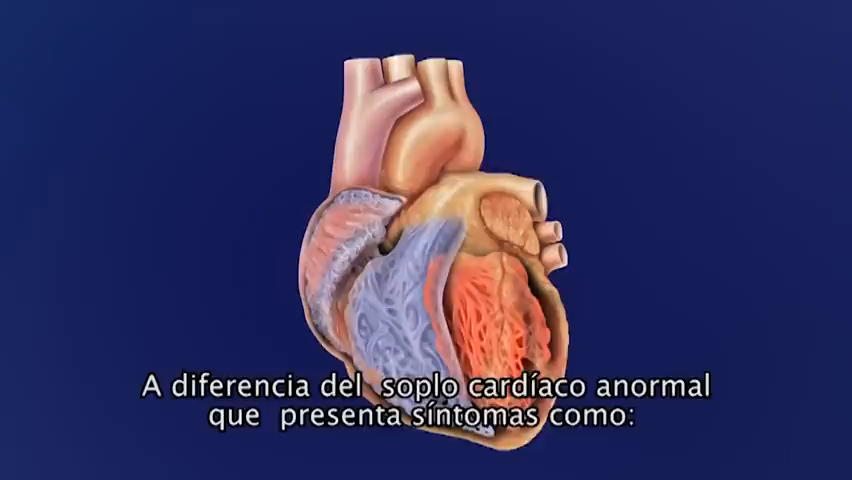 A diferencia del soplo cardíaco anormal
que presenta síntomas como: